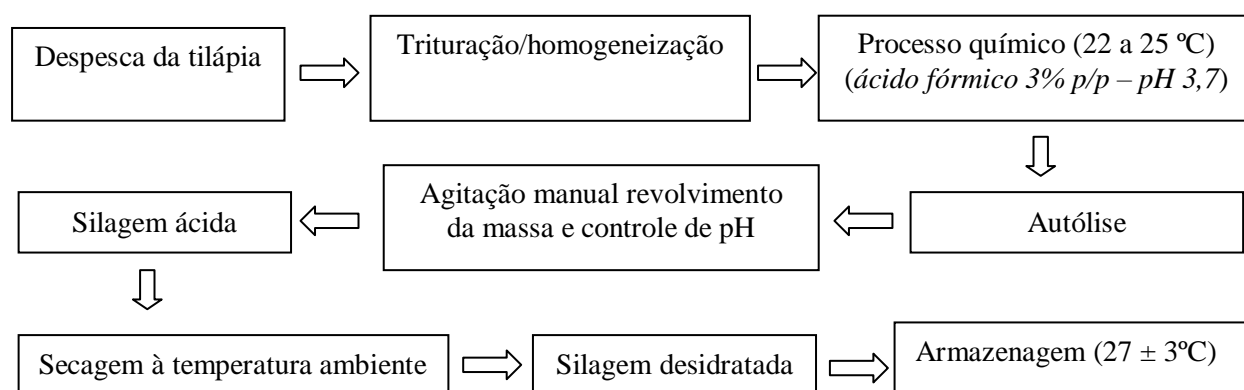 Despesca da tilápia
Trituração/homogeneização
Processo químico (22 a 25 ºC)
(ácido fórmico 3% p/p – pH 3,7)
Autólise
Agitação manual revolvimento
da massa e controle de pH
Silagem ácida
Secagem à temperatura ambiente
Silagem desidratada
Armazenagem (27 ± 3ºC)